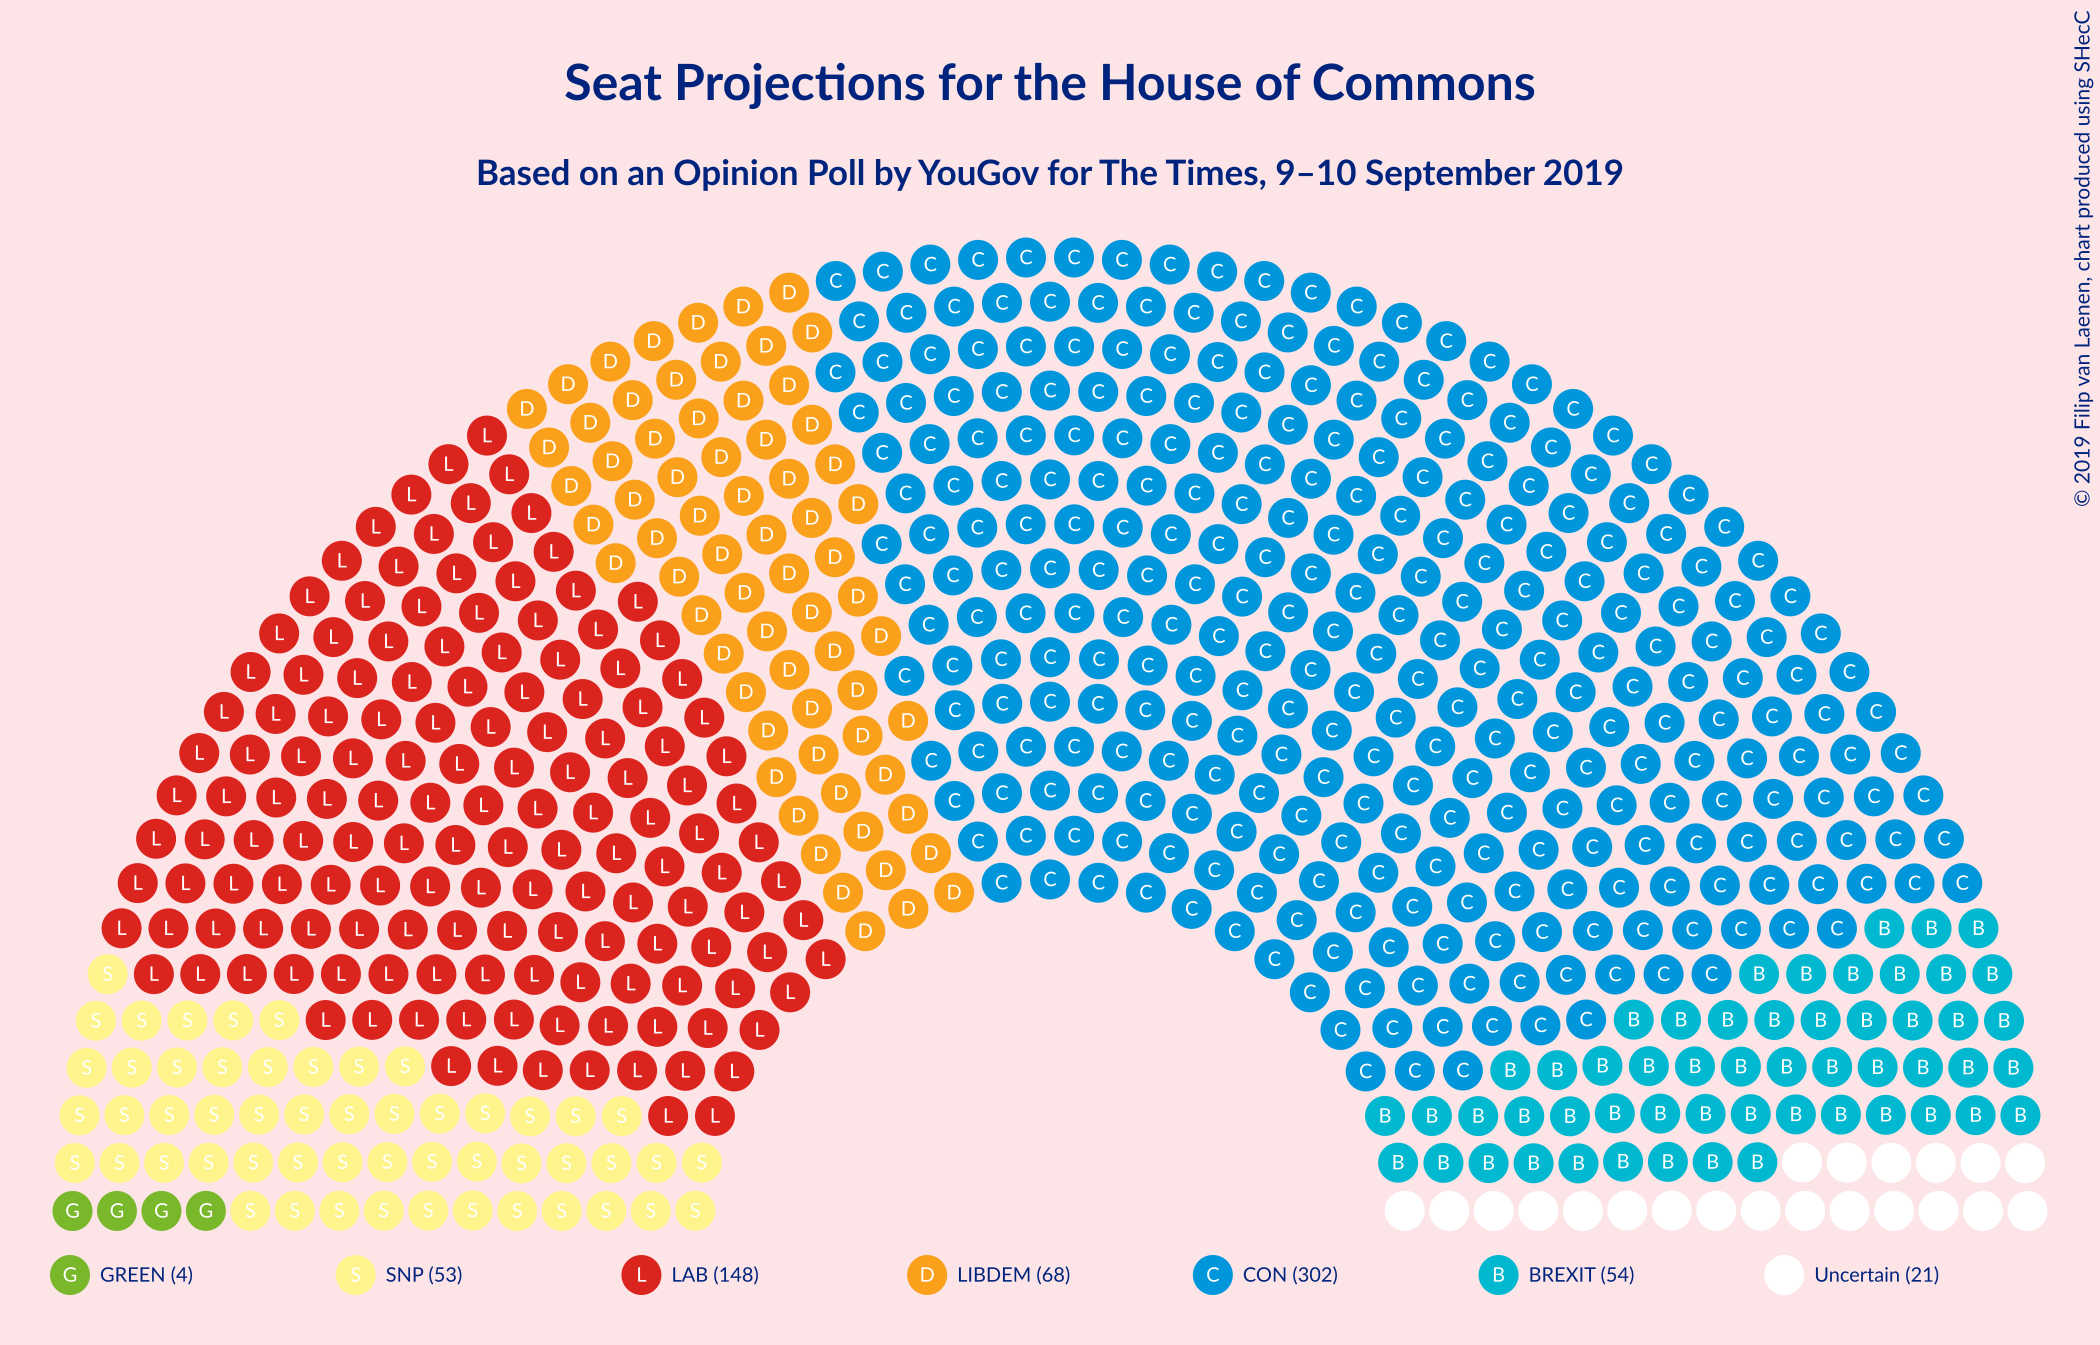 Seat Projections for the House of Commons
Based on an Opinion Poll by YouGov for The Times, 9–10 September 2019
© 2019 Filip van Laenen, chart produced using SHecC
G GREEN (4)
S SNP (53)
L LAB (148)
D LIBDEM (68)
C CON (302)
B BREXIT (54)
Uncertain (21)